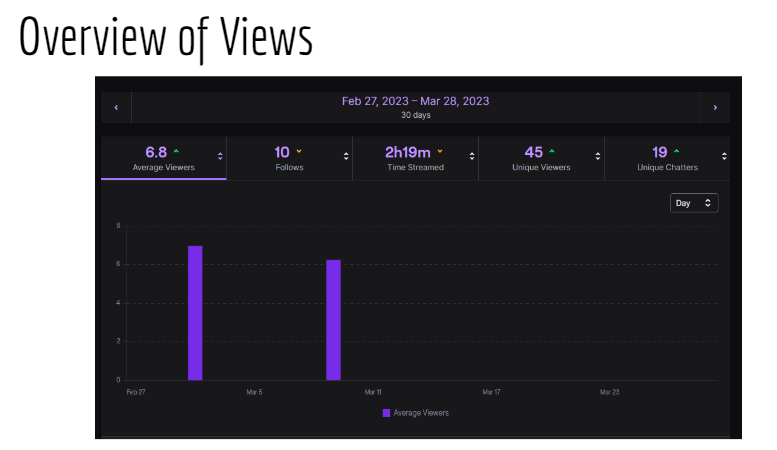 Overview of Views
Feb 27, 2023 – Mar 28, 2023
30 days
6.8 10 2h19m 45 19
Average Viewers Follows Time Streamed Unique Viewers Unique Chatters
Day
8
6
4
2
0
Feb 27 Mar 5 Mar 11 Mar 17 Mar 23
Average Viewers